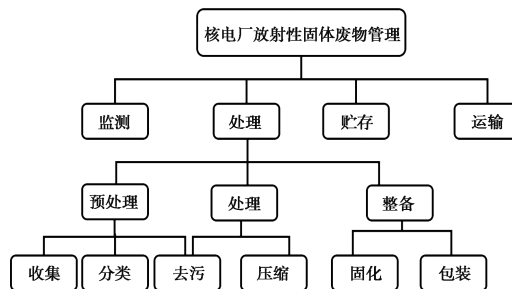 核电厂放射性固体废物管理
监测
处理
贮存
运输
预处理
处理
整备
收集
分类
去污
压缩
固化
包装